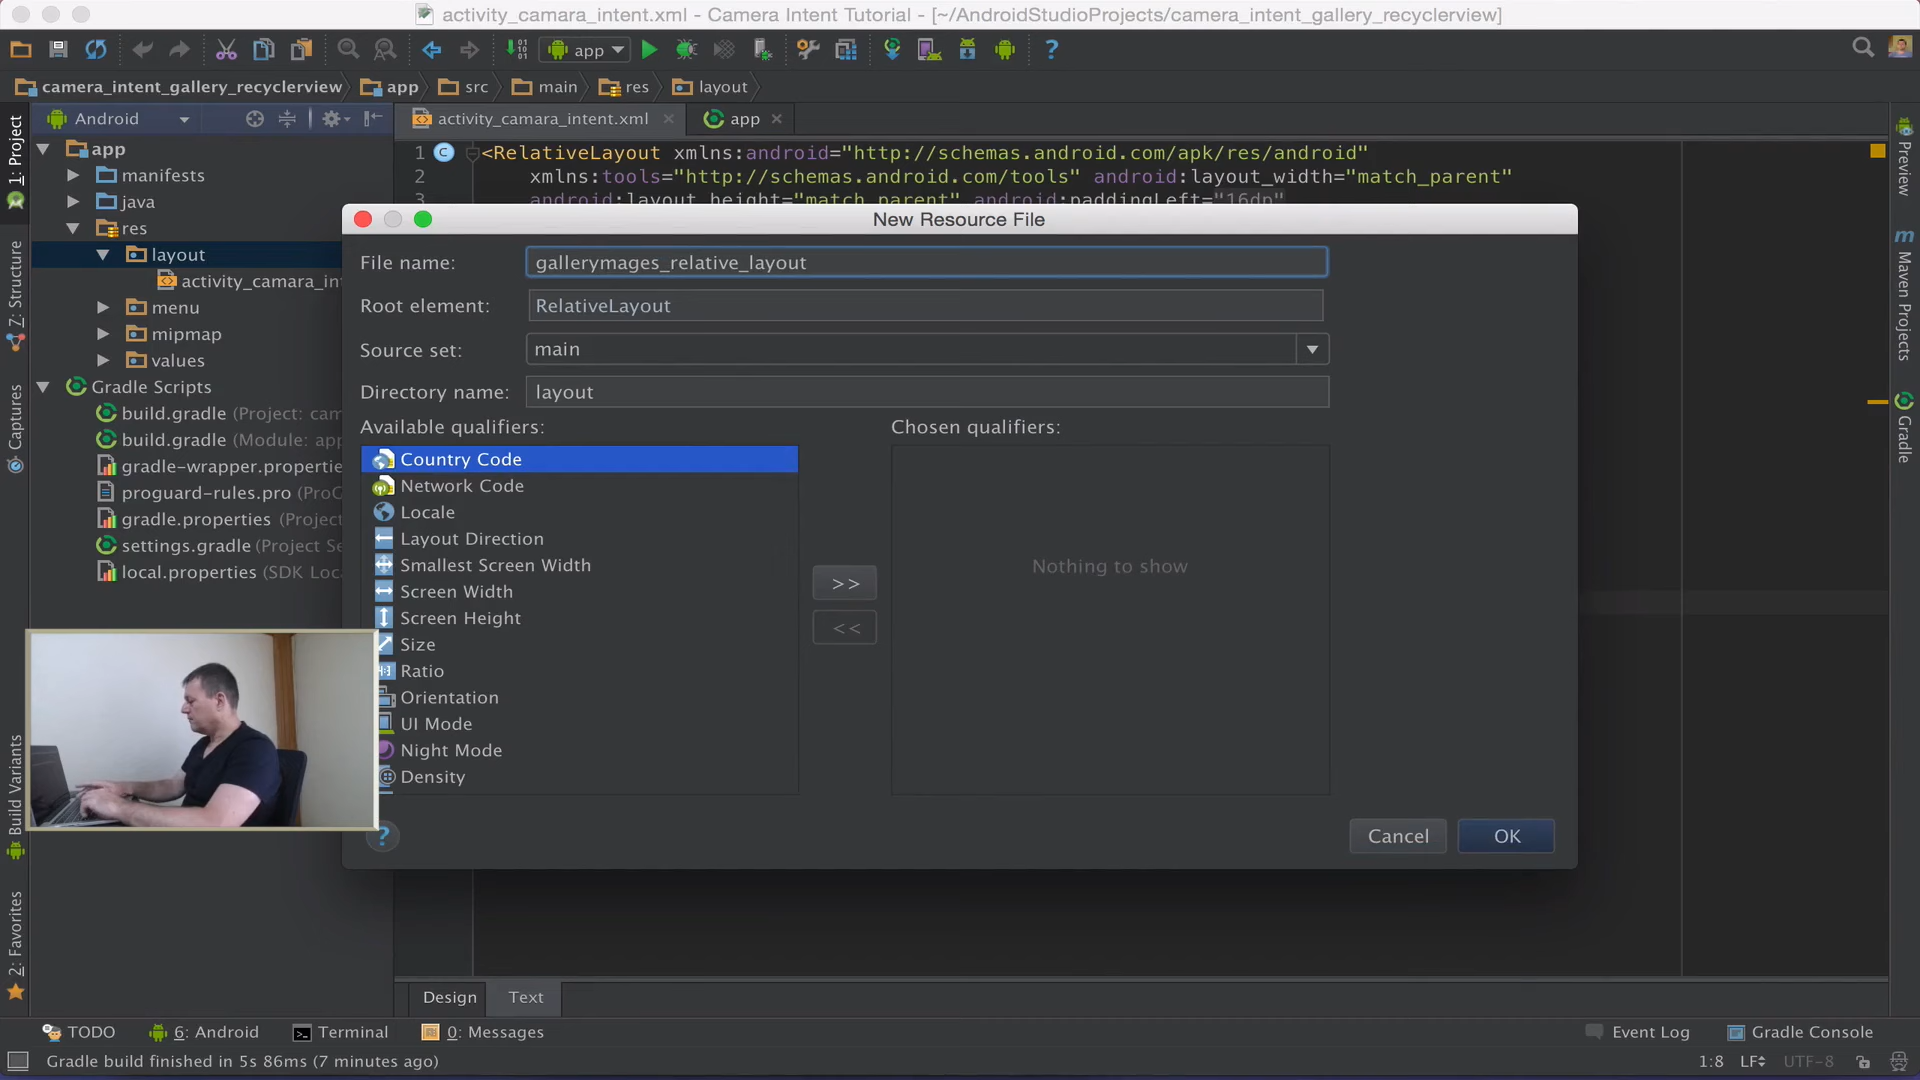 activity_camara_intent.xml - Camera Intent Tutorial - [~/AndroidStudioProjects/camera_intent_gallery_recyclerview]
app
camera_intent_gallery_recyclerview
app
src
main
res
layout
Android
activity_camara_intent.xml
app
1: Project
7: Structure
Captures
Build Variants
2: Favorites
app
manifests
java
res
layout
activity_camara_in
menu
mipmap
values
Gradle Scripts
build.gradle (Project: cam
build.gradle (Module: app
gradle-wrapper.propertie
proguard-rules.pro (ProG
gradle.properties (Project
settings.gradle (Project Se
local.properties (SDK Loca
1 <RelativeLayout xmlns:android="http://schemas.android.com/apk/res/android"
2 xmlns:tools="http://schemas.android.com/tools" android:layout_width="match_parent"
3 android:layout_height="match_parent" android:paddingLeft="16dp"
New Resource File
File name: gallerymages_relative_layout
Root element: RelativeLayout
Source set: main
Directory name: layout
Available qualifiers:
Chosen qualifiers:
Country Code
Network Code
Locale
Layout Direction
Smallest Screen Width
Screen Width
Screen Height
Size
Ratio
Orientation
UI Mode
Night Mode
Density
>>
<<
Nothing to show
?
Cancel
OK
Preview
Maven Projects
Gradle
Design
Text
TODO
6: Android
Terminal
0: Messages
Event Log
Gradle Console
Gradle build finished in 5s 86ms (7 minutes ago)
1:8
LF
UTF-8